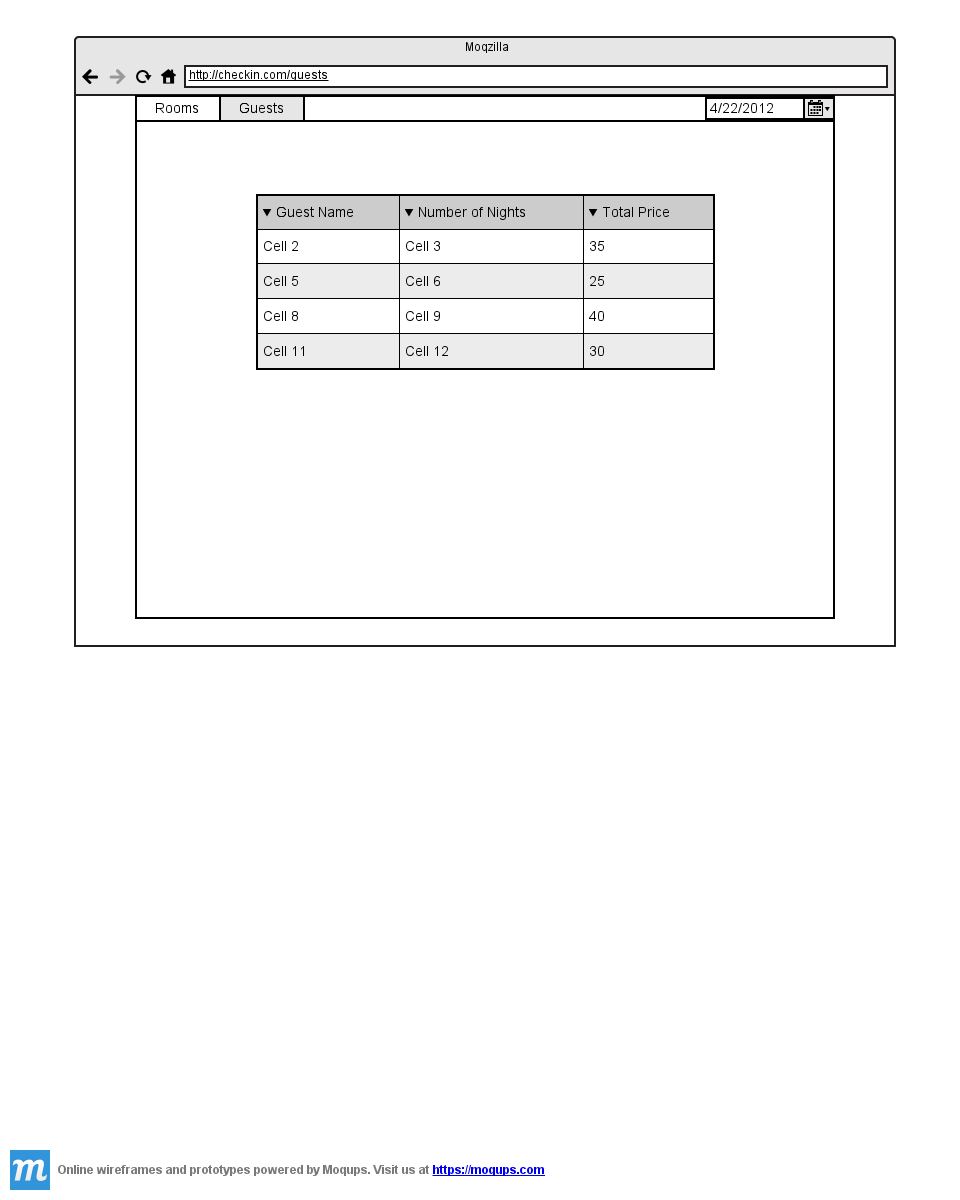 Moqzilla
http://checkin.com/guests
Rooms Guests 4/22/2012
Guest Name Number of Nights Total Price
Cell 2 Cell 3 35
Cell 5 Cell 6 25
Cell 8 Cell 9 40
Cell 11 Cell 12 30
m Online wireframes and prototypes powered by Moqups. Visit us at https://moqups.com